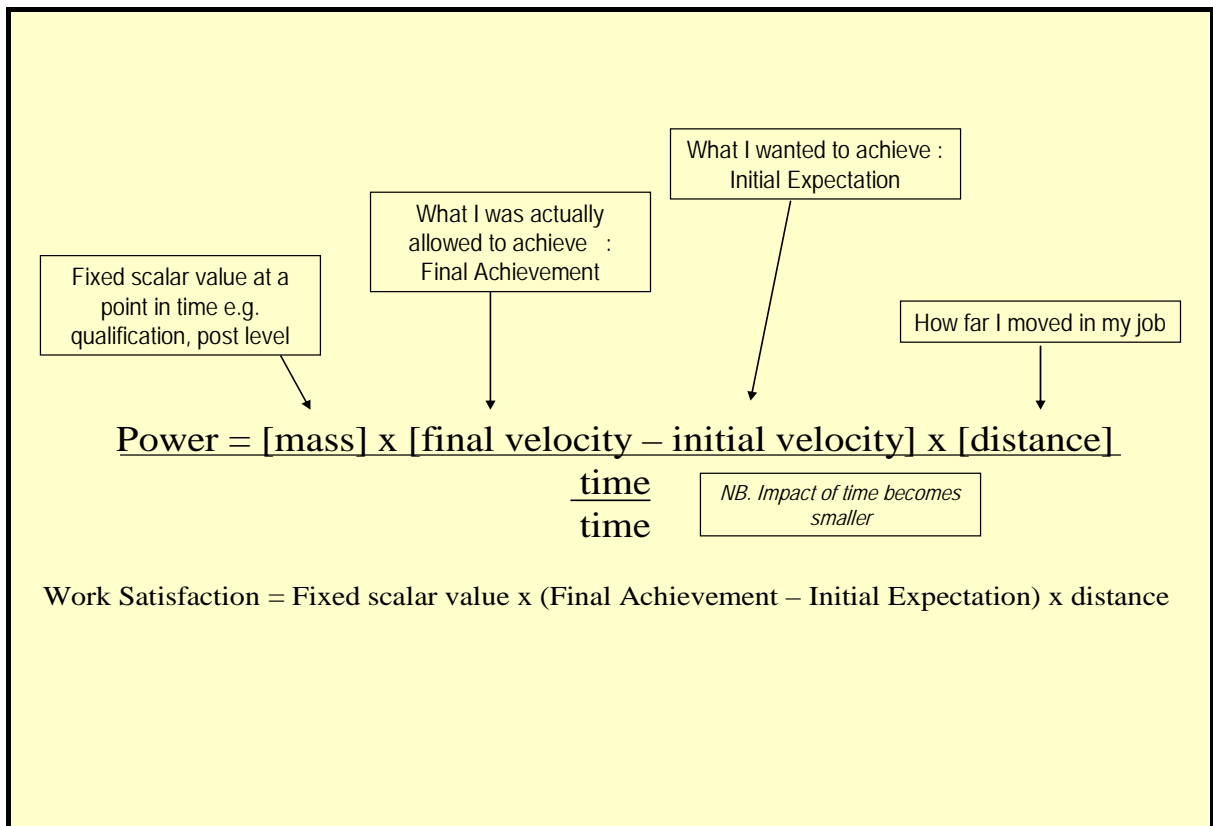 What I wanted to achieve :
Initial Expectation
What I was actually
allowed to achieve :
Final Achievement
Fixed scalar value at a
point in time e.g.
qualification, post level
How far I moved in my job
Power = [mass] x [final velocity – initial velocity] x [distance]
time
time
NB. Impact of time becomes
smaller
Work Satisfaction = Fixed scalar value x (Final Achievement – Initial Expectation) x distance